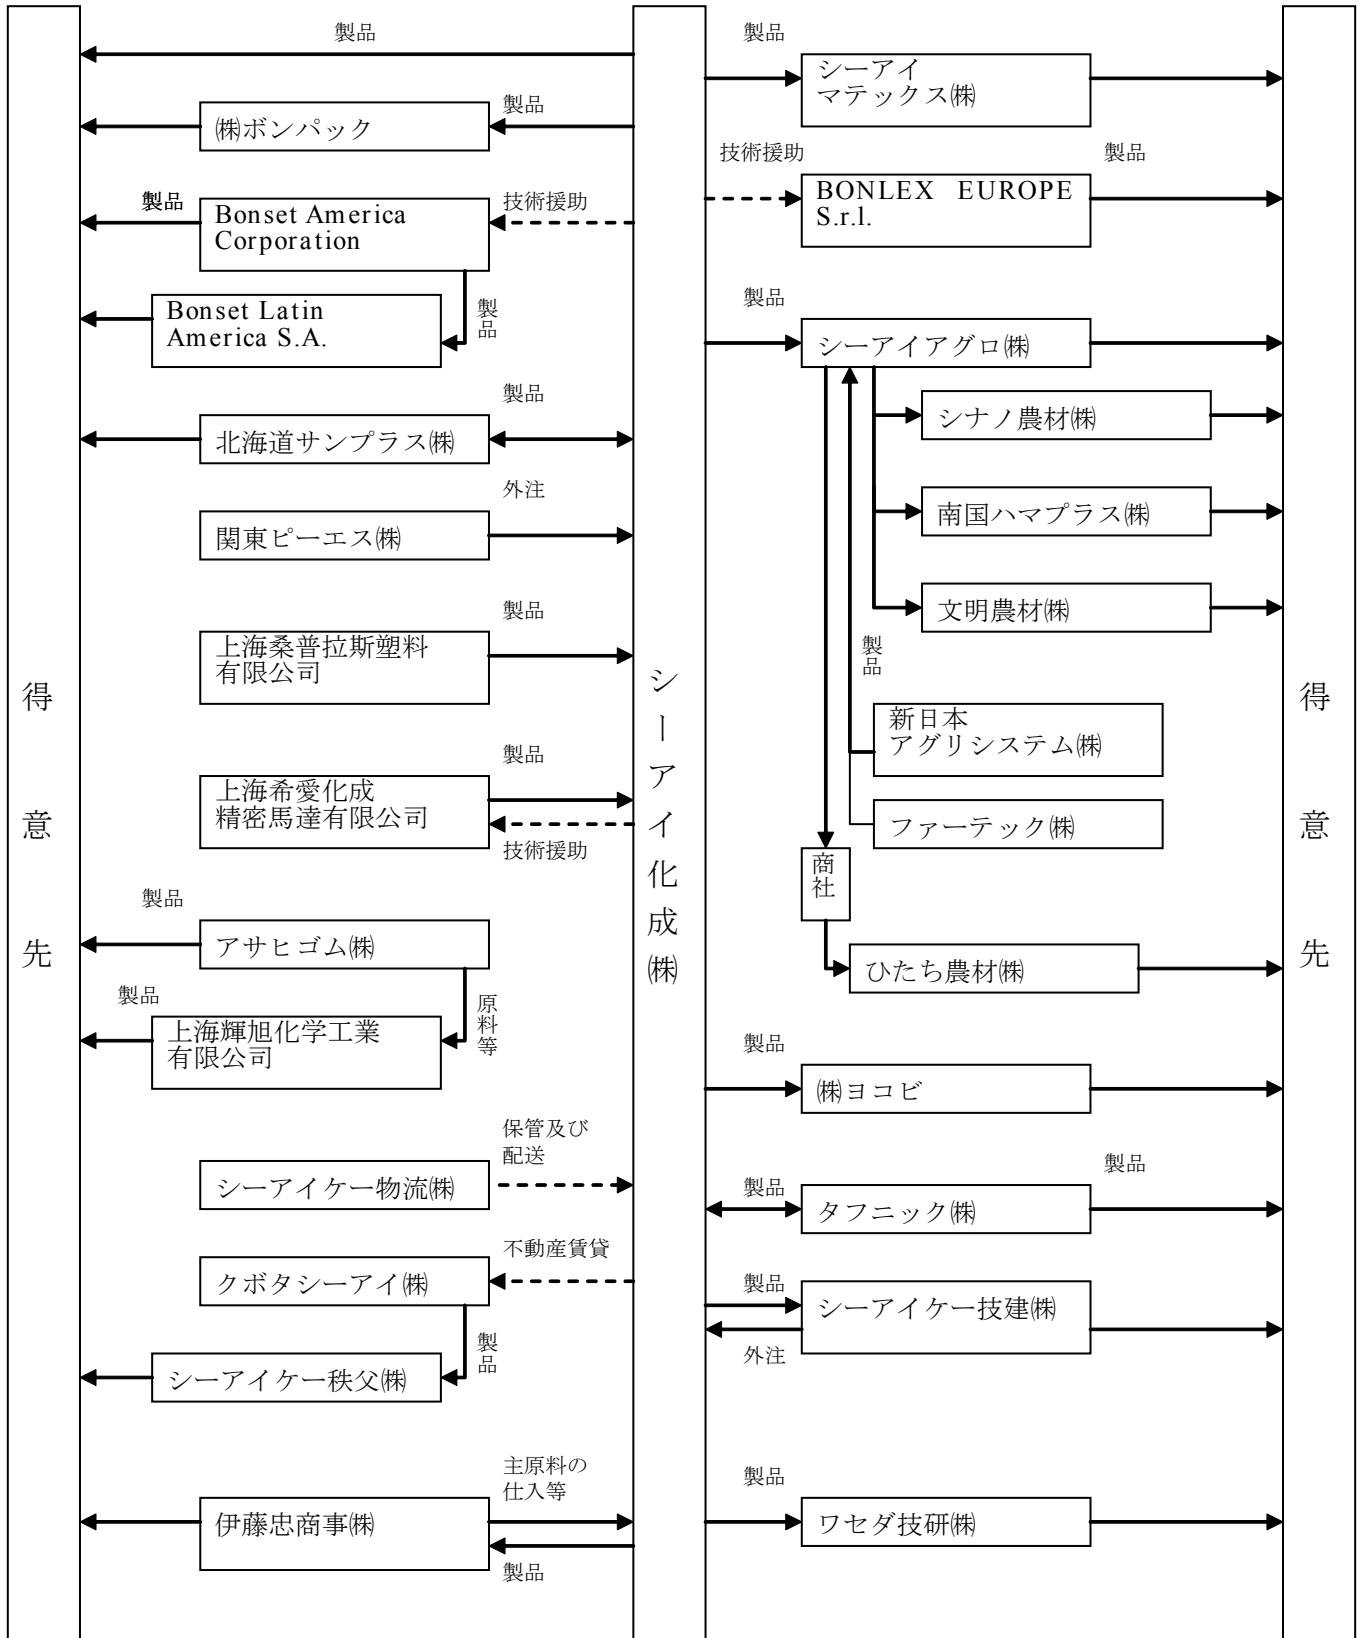 製品
㈱ボンパック
製品
製品
Bonset America
Corporation
技術援助
Bonset Latin
America S.A.
製品
製品
北海道サンプラス㈱
外注
関東ピーエス㈱
製品
上海桑普拉斯塑料
有限公司
製品
上海希愛化成
精密馬達有限公司
技術援助
製品
アサヒゴム㈱
製品
上海輝旭化学工業
有限公司
原料等
保管及び
配送
シーアイケー物流㈱
不動産賃貸
クボタシーアイ㈱
製品
シーアイケー秩父㈱
主原料の
仕入等
伊藤忠商事㈱
製品
得意先
シーアイ化成㈱
製品
シーアイ
マテックス㈱
技術援助
製品
BONLEX EUROPE
S.r.l.
製品
シーアイアグロ㈱
シナノ農材㈱
南国ハマプラス㈱
文明農材㈱
製品
新日本
アグリシステム㈱
ファーテック㈱
商社
ひたち農材㈱
製品
㈱ヨコビ
製品
製品
タフニック㈱
製品
シーアイケー技建㈱
外注
製品
ワセダ技研㈱
得意先